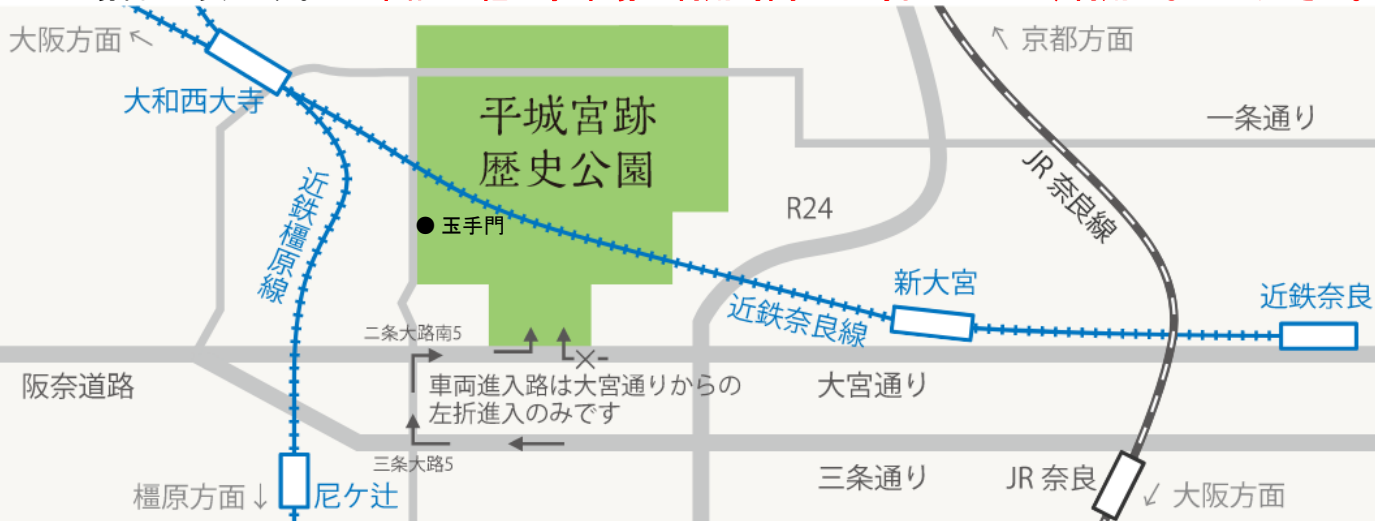 大阪方面
京都方面
大和西大寺
平城宮跡
歴史公園
一条通り
JR 奈良線
近鉄橿原線
R24
玉手門
新大宮
近鉄奈良
近鉄奈良線
二条大路南5
阪奈道路
車両進入路は大宮通りからの
左折進入のみです
大宮通り
三条大路5
三条通り
JR 奈良
橿原方面
尼ケ辻
大阪方面